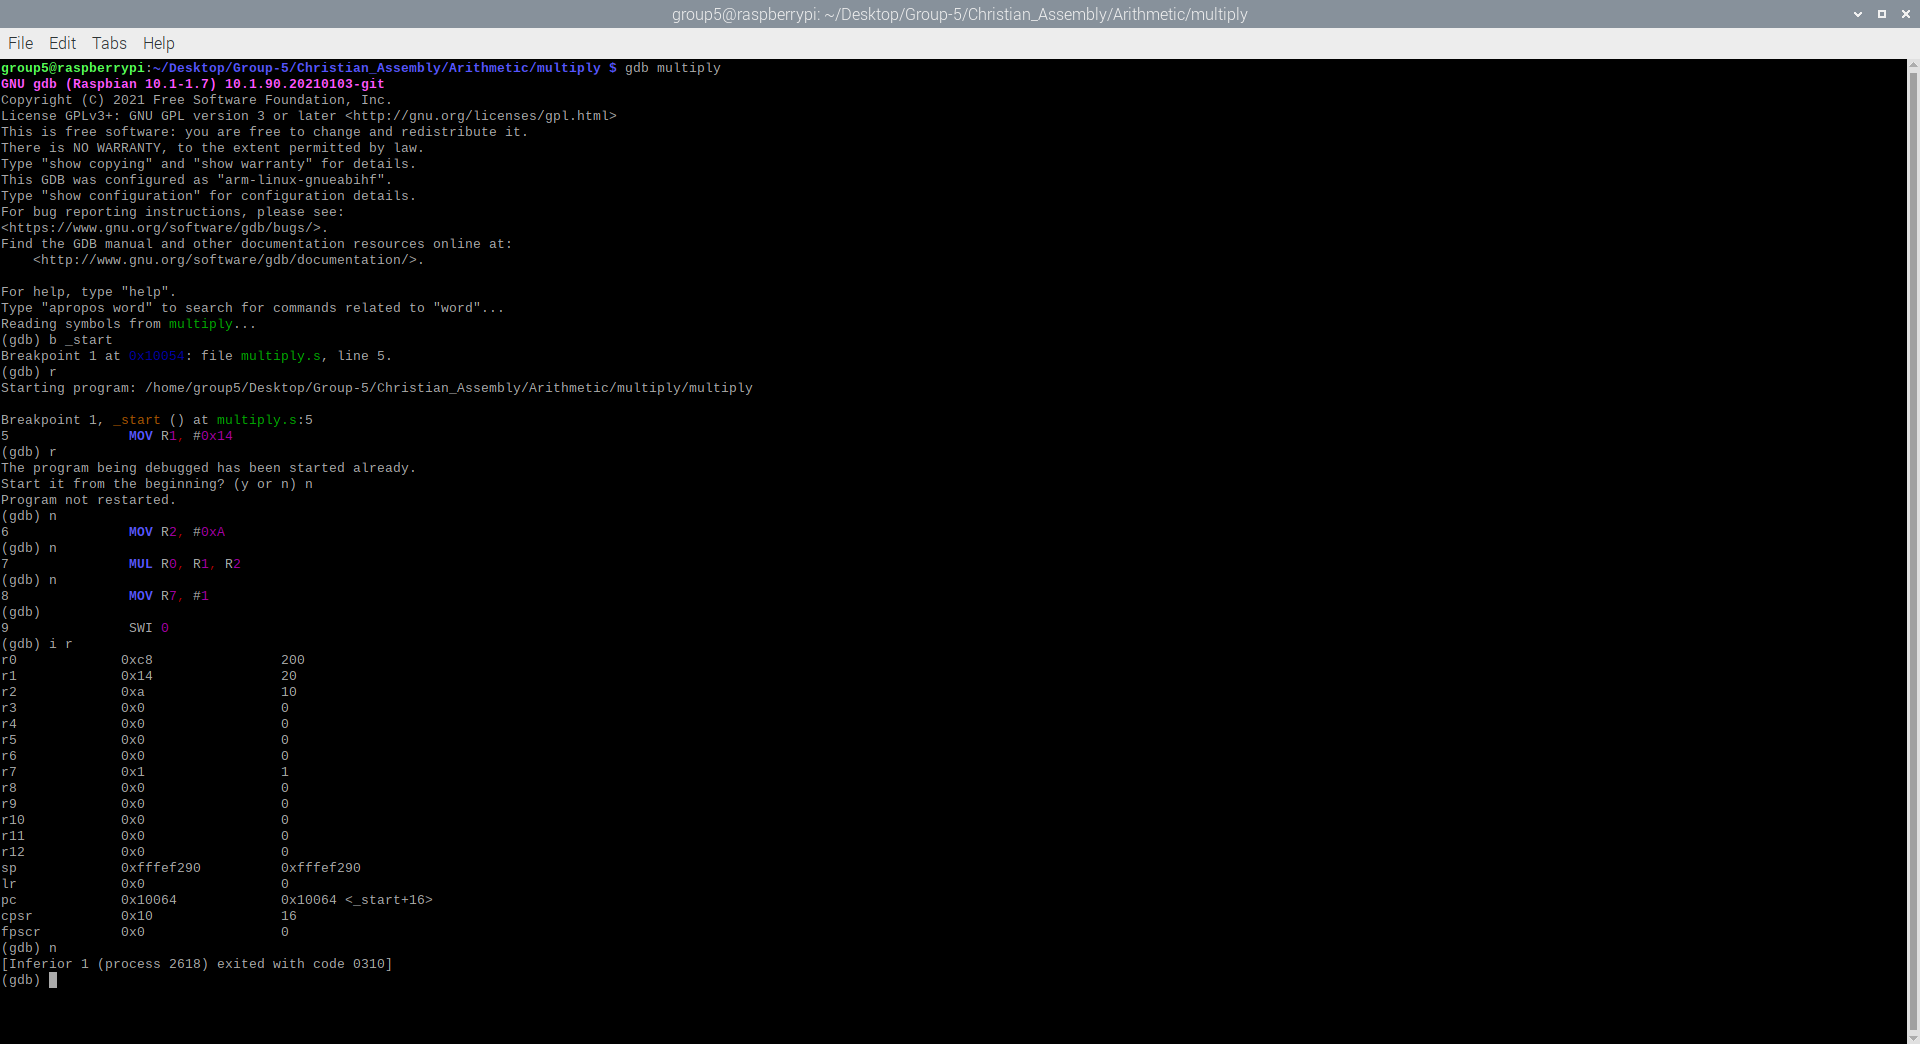 group5@raspberrypi: ~/Desktop/Group-5/Christian_Assembly/Arithmetic/multiply
File Edit Tabs Help
group5@raspberrypi:~/Desktop/Group-5/Christian_Assembly/Arithmetic/multiply $ gdb multiply
GNU gdb (Raspbian 10.1-1.7) 10.1.90.20210103-git
Copyright (C) 2021 Free Software Foundation, Inc.
License GPLv3+: GNU GPL version 3 or later <http://gnu.org/licenses/gpl.html>
This is free software: you are free to change and redistribute it.
There is NO WARRANTY, to the extent permitted by law.
Type "show copying" and "show warranty" for details.
This GDB was configured as "arm-linux-gnueabihf".
Type "show configuration" for configuration details.
For bug reporting instructions, please see:
<https://www.gnu.org/software/gdb/bugs/>.
Find the GDB manual and other documentation resources online at:
    <http://www.gnu.org/software/gdb/documentation/>.

For help, type "help".
Type "apropos word" to search for commands related to "word"...
Reading symbols from multiply...
(gdb) b _start
Breakpoint 1 at 0x10054: file multiply.s, line 5.
(gdb) r
Starting program: /home/group5/Desktop/Group-5/Christian_Assembly/Arithmetic/multiply/multiply

Breakpoint 1, _start () at multiply.s:5
5               MOV R1, #0x14
(gdb) r
The program being debugged has been started already.
Start it from the beginning? (y or n) n
Program not restarted.
(gdb) n
6               MOV R2, #0xA
(gdb) n
7               MUL R0, R1, R2
(gdb) n
8               MOV R7, #1
(gdb)
9               SWI 0
(gdb) i r
r0             0xc8                200
r1             0x14                20
r2             0xa                 10
r3             0x0                 0
r4             0x0                 0
r5             0x0                 0
r6             0x0                 0
r7             0x1                 1
r8             0x0                 0
r9             0x0                 0
r10            0x0                 0
r11            0x0                 0
r12            0x0                 0
sp             0xfffef290          0xfffef290
lr             0x0                 0
pc             0x10064             0x10064 <_start+16>
cpsr           0x10                16
fpscr          0x0                 0
(gdb) n
[Inferior 1 (process 2618) exited with code 0310]
(gdb)